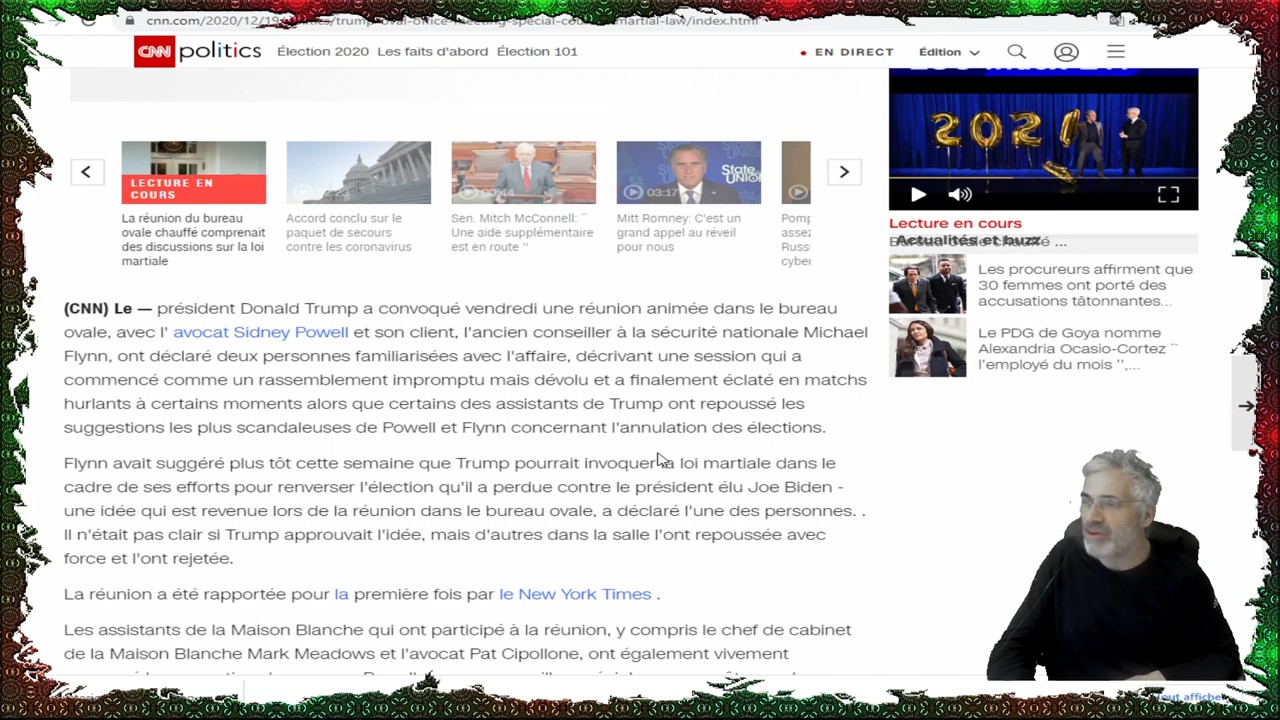 cnn.com/2020/12/19
meeting-special-cou
martial-law/index.html
CNN politics Élection 2020 Les faits d'abord Élection 101
EN DIRECT Édition
2021
LECTURE EN
COURS
La réunion du bureau
ovale chauffé comprenait
des discussions sur la loi
martiale
Accord conclu sur le
paquet de secours
contre les coronavirus
Sen. Mitch McConnell: ``
Une aide supplémentaire
est en route ''
03:17
State
UNION
Mitt Romney: C'est un
grand appel au réveil
pour nous
Pomp
assez
Russ
cyber
Lecture en cours
Actualités et buzz
Bureau ovale chauffé ...
Les procureurs affirment que
30 femmes ont porté des
accusations tâtonnantes...
Le PDG de Goya nomme
Alexandria Ocasio-Cortez ``
l'employé du mois '',...
(CNN) Le — président Donald Trump a convoqué vendredi une réunion animée dans le bureau
ovale, avec l' avocat Sidney Powell et son client, l'ancien conseiller à la sécurité nationale Michael
Flynn, ont déclaré deux personnes familiarisées avec l'affaire, décrivant une session qui a
commencé comme un rassemblement impromptu mais dévolu et a finalement éclaté en matchs
hurlants à certains moments alors que certains des assistants de Trump ont repoussé les
suggestions les plus scandaleuses de Powell et Flynn concernant l'annulation des élections.
Flynn avait suggéré plus tôt cette semaine que Trump pourrait invoquer la loi martiale dans le
cadre de ses efforts pour renverser l'élection qu'il a perdue contre le président élu Joe Biden -
une idée qui est revenue lors de la réunion dans le bureau ovale, a déclaré l'une des personnes. .
Il n'était pas clair si Trump approuvait l'idée, mais d'autres dans la salle l'ont repoussée avec
force et l'ont rejetée.
La réunion a été rapportée pour la première fois par le New York Times .
Les assistants de la Maison Blanche qui ont participé à la réunion, y compris le chef de cabinet
de la Maison Blanche Mark Meadows et l'avocat Pat Cipollone, ont également vivement
tout affiche